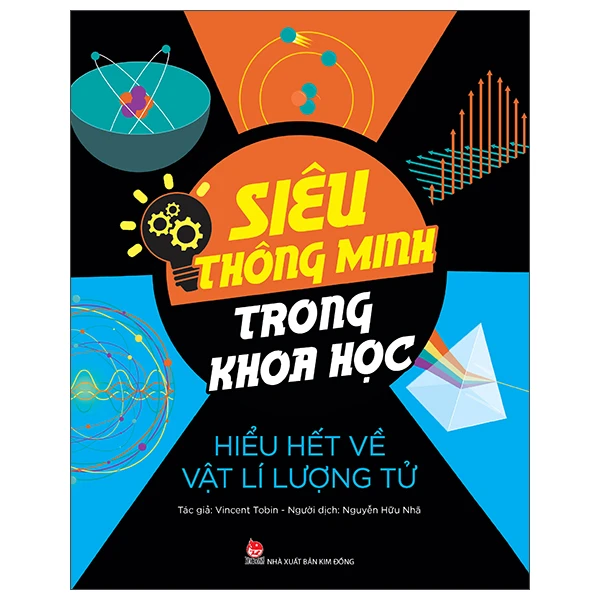 SIÊU
THÔNG MINH
TRONG
KHOA HỌC
HIỂU HẾT VỀ
VẬT LÍ LƯỢNG TỬ
Tác giả: Vincent Tobin - Người dịch: Nguyễn Hữu Nhã
NHÀ XUẤT BẢN KIM ĐỒNG